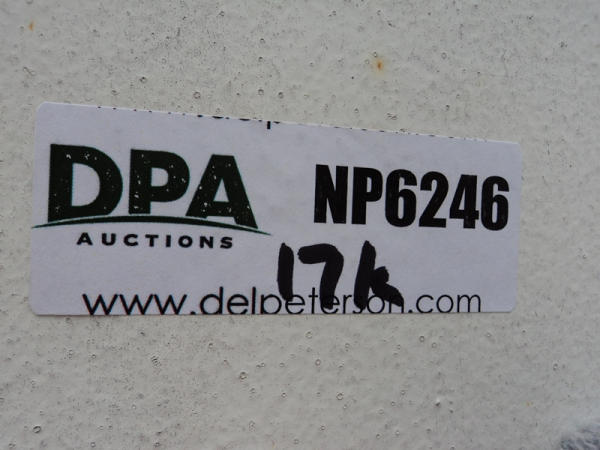 DPA
AUCTIONS
NP6246
17k
www.delpeterson.com